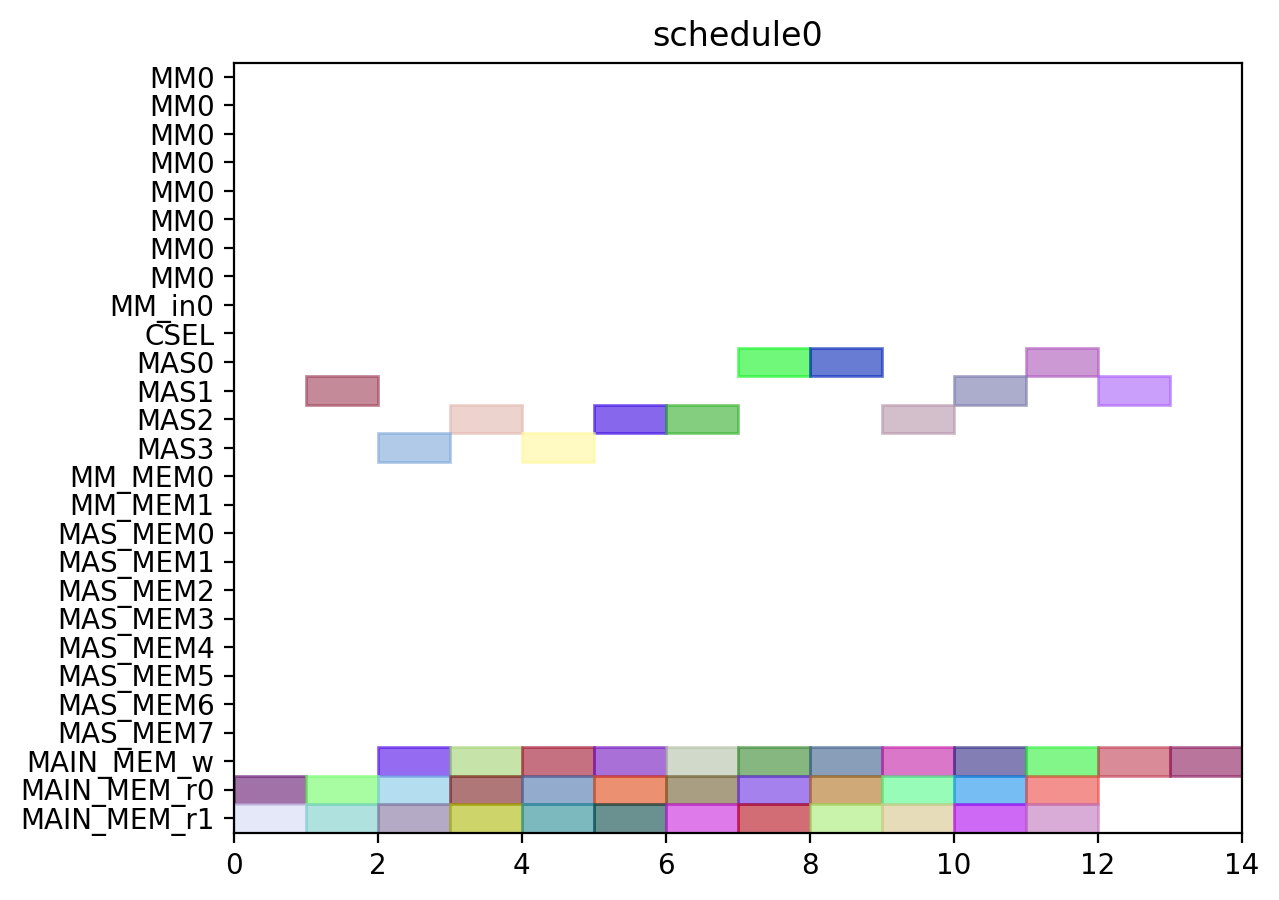 schedule0
MM0
MM0
MM0
MM0
MM0
MM0
MM0
MM0
MM_in0
CSEL
MAS0
MAS1
MAS2
MAS3
MM_MEM0
MM_MEM1
MAS_MEM0
MAS_MEM1
MAS_MEM2
MAS_MEM3
MAS_MEM4
MAS_MEM5
MAS_MEM6
MAS_MEM7
MAIN_MEM_w
MAIN_MEM_r0
MAIN_MEM_r1
0 2 4 6 8 10 12 14